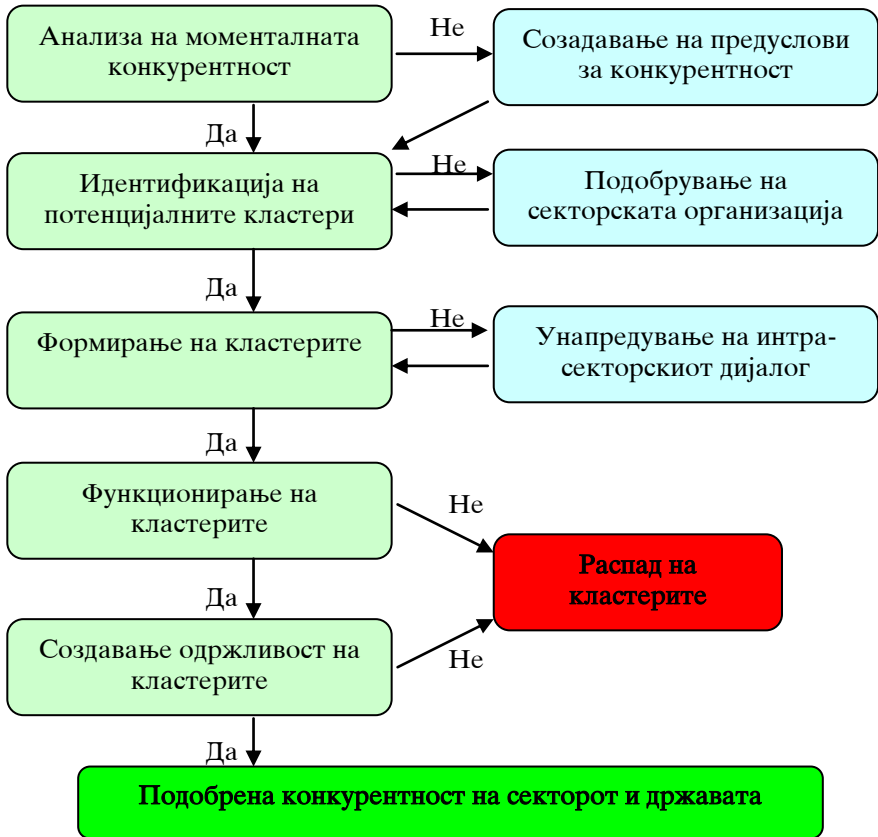 Анализа на моменталната
конкурентност
Не
Созадавање на предуслови
за конкурентност
Да
Идентификација на
потенцијалните кластери
Не
Подобрување на
секторската организација
Да
Формирање на кластерите
Не
Унапредување на интра-
секторскиот дијалог
Да
Функционирање на
кластерите
Не
Распад на
кластерите
Да
Создавање одржливост на
кластерите
Не
Да
Подобрена конкурентност на секторот и државата